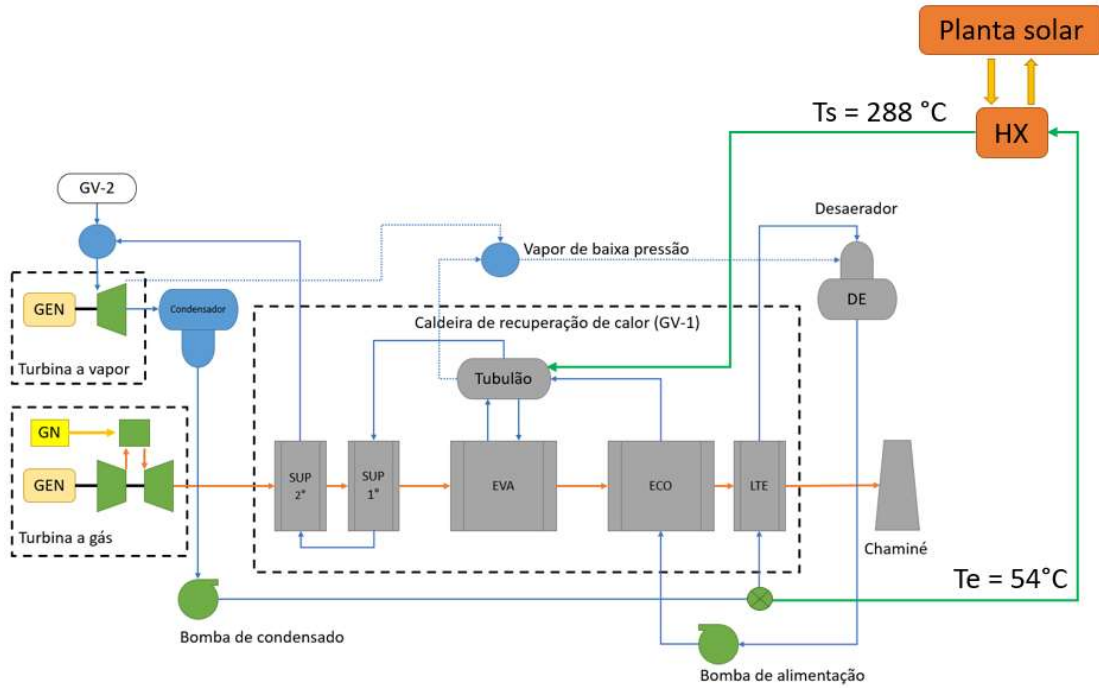 Planta solar
Ts = 288 °C
HX
GV-2
Desaerador
Vapor de baixa pressão
DE
GEN
Condensador
Caldeira de recuperação de calor (GV-1)
Turbina a vapor
Tubulão
GN
GEN
SUP
2°
SUP
1°
EVA
ECO
LTE
Turbina a gás
Chaminé
Te = 54°C
Bomba de condensado
Bomba de alimentação